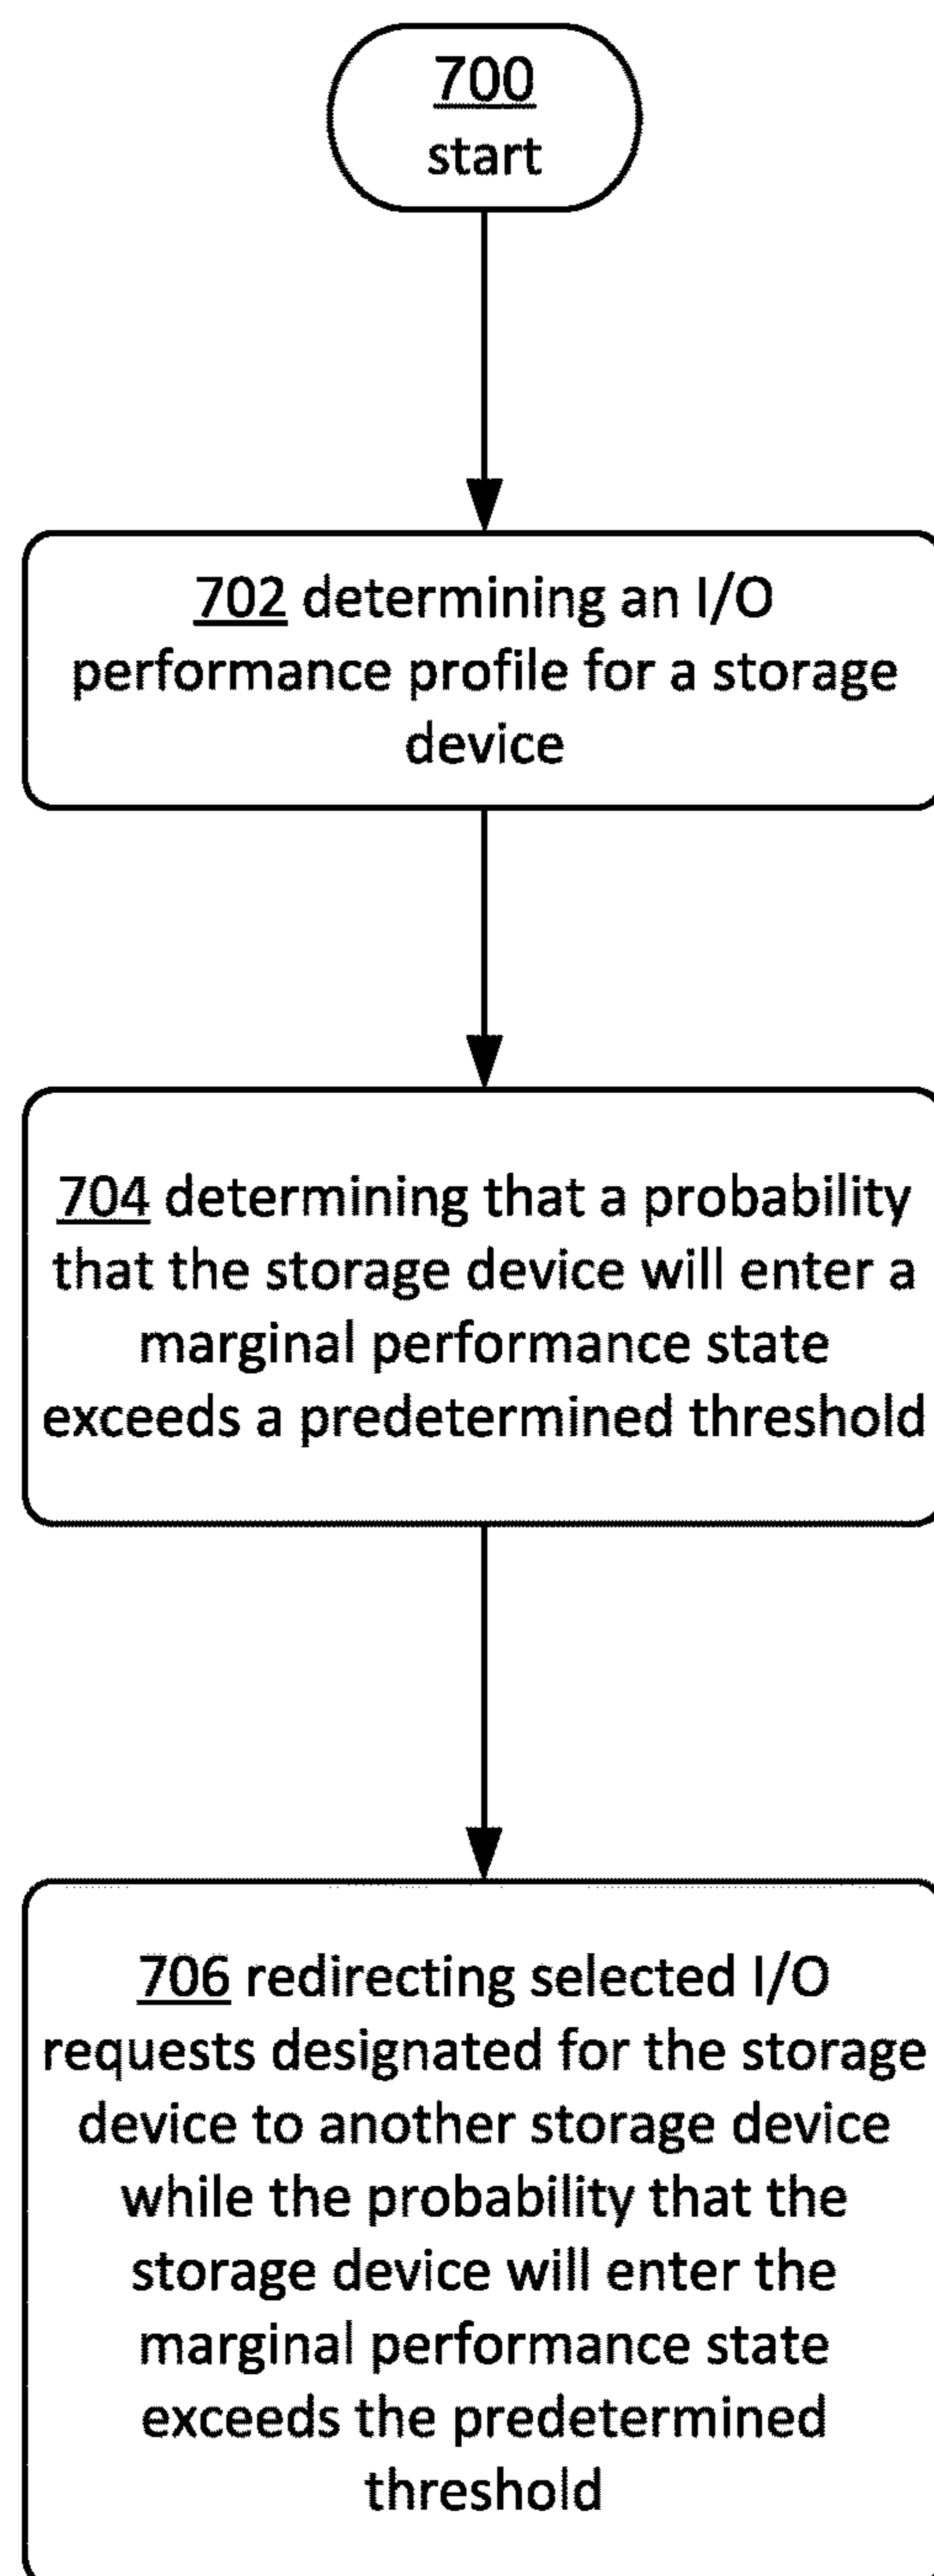 700
start
702 determining an I/O
performance profile for a storage
device
704 determining that a probability
that the storage device will enter a
marginal performance state
exceeds a predetermined threshold
706 redirecting selected I/O
requests designated for the storage
device to another storage device
while the probability that the
storage device will enter the
marginal performance state
exceeds the predetermined
threshold